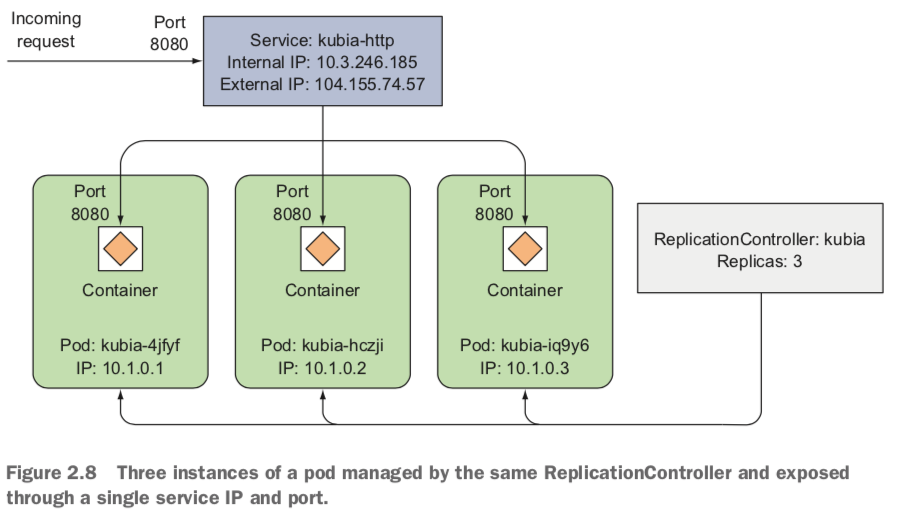 Incoming
request
Port
8080
Service: kubia-http
Internal IP: 10.3.246.185
External IP: 104.155.74.57
Port
8080
Container
Pod: kubia-4jfyf
IP: 10.1.0.1
Port
8080
Container
Pod: kubia-hczji
IP: 10.1.0.2
Port
8080
Container
Pod: kubia-iq9y6
IP: 10.1.0.3
ReplicationController: kubia
Replicas: 3
Figure 2.8 Three instances of a pod managed by the same ReplicationController and exposed
through a single service IP and port.